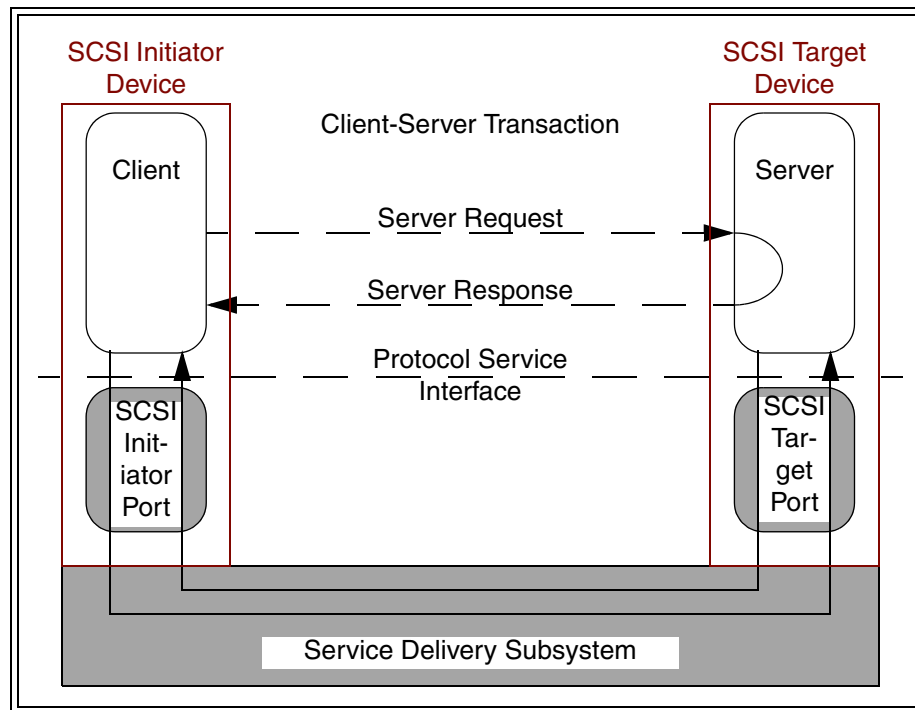 SCSI Initiator
Device
SCSI Target
Device
Client-Server Transaction
Client
Server
Server Request
Server Response
Protocol Service
Interface
SCSI
Init-
iator
Port
SCSI
Tar-
get
Port
Service Delivery Subsystem